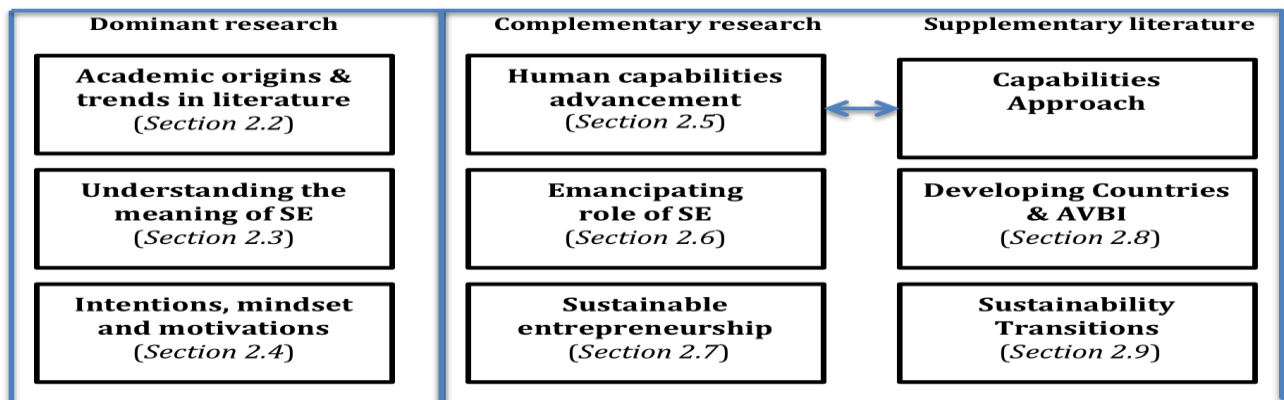 Dominant research
Academic origins &
trends in literature
(Section 2.2)
Understanding the
meaning of SE
(Section 2.3)
Intentions, mindset
and motivations
(Section 2.4)
Complementary research
Human capabilities
advancement
(Section 2.5)
Emancipating
role of SE
(Section 2.6)
Sustainable
entrepreneurship
(Section 2.7)
Supplementary literature
Capabilities
Approach
Developing Countries
& AVBI
(Section 2.8)
Sustainability
Transitions
(Section 2.9)